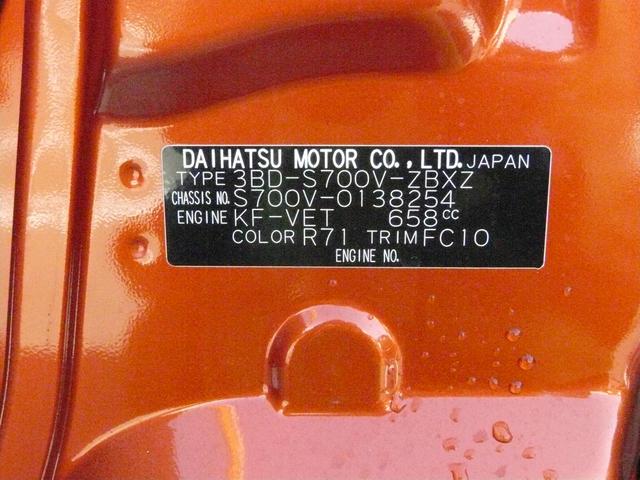 DAIHATSU MOTOR CO., LTD. JAPAN
TYPE 3BD-S700V-ZBXZ
CHASSIS NO. S700V-0138254
ENGINE KF-VET 658cc
COLOR R71 TRIM FC10
ENGINE NO.